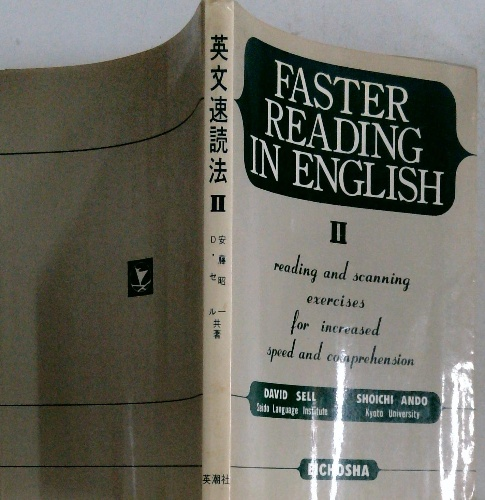 英文速読法 II
安藤昭一
D・セル
共著
英潮社
FASTER
READING
IN ENGLISH
II
reading and scanning
exercises
for increased
speed and comprehension
DAVID SELL
Seido Language Institute
SHOICHI ANDO
Kyoto University
EICHOSHA